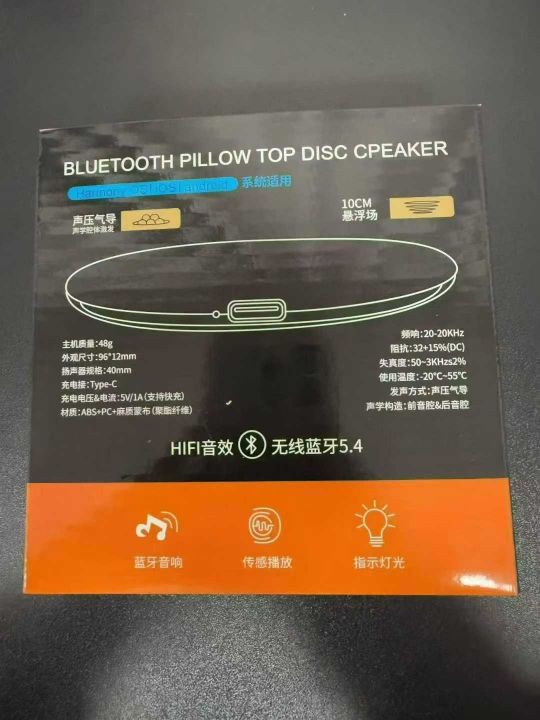 BLUETOOTH PILLOW TOP DISC CPEAKER
Harmony OS|iOS|android 系统适用
声压气导
声学腔体激发
10CM
悬浮场
主机质量:48g
外观尺寸:96*12mm
扬声器规格:40mm
充电接:Type-C
充电电压&电流:5V/1A(支持快充)
材质:ABS+PC+麻质蒙布(聚酯纤维)
频响:20-20KHz
阻抗:32+15%(DC)
失真度:50~3KHz≤2%
使用温度:-20℃~55℃
发声方式:声压气导
声学构造:前音腔&后音腔
HIFI音效 无线蓝牙5.4
蓝牙音响
传感播放
指示灯光